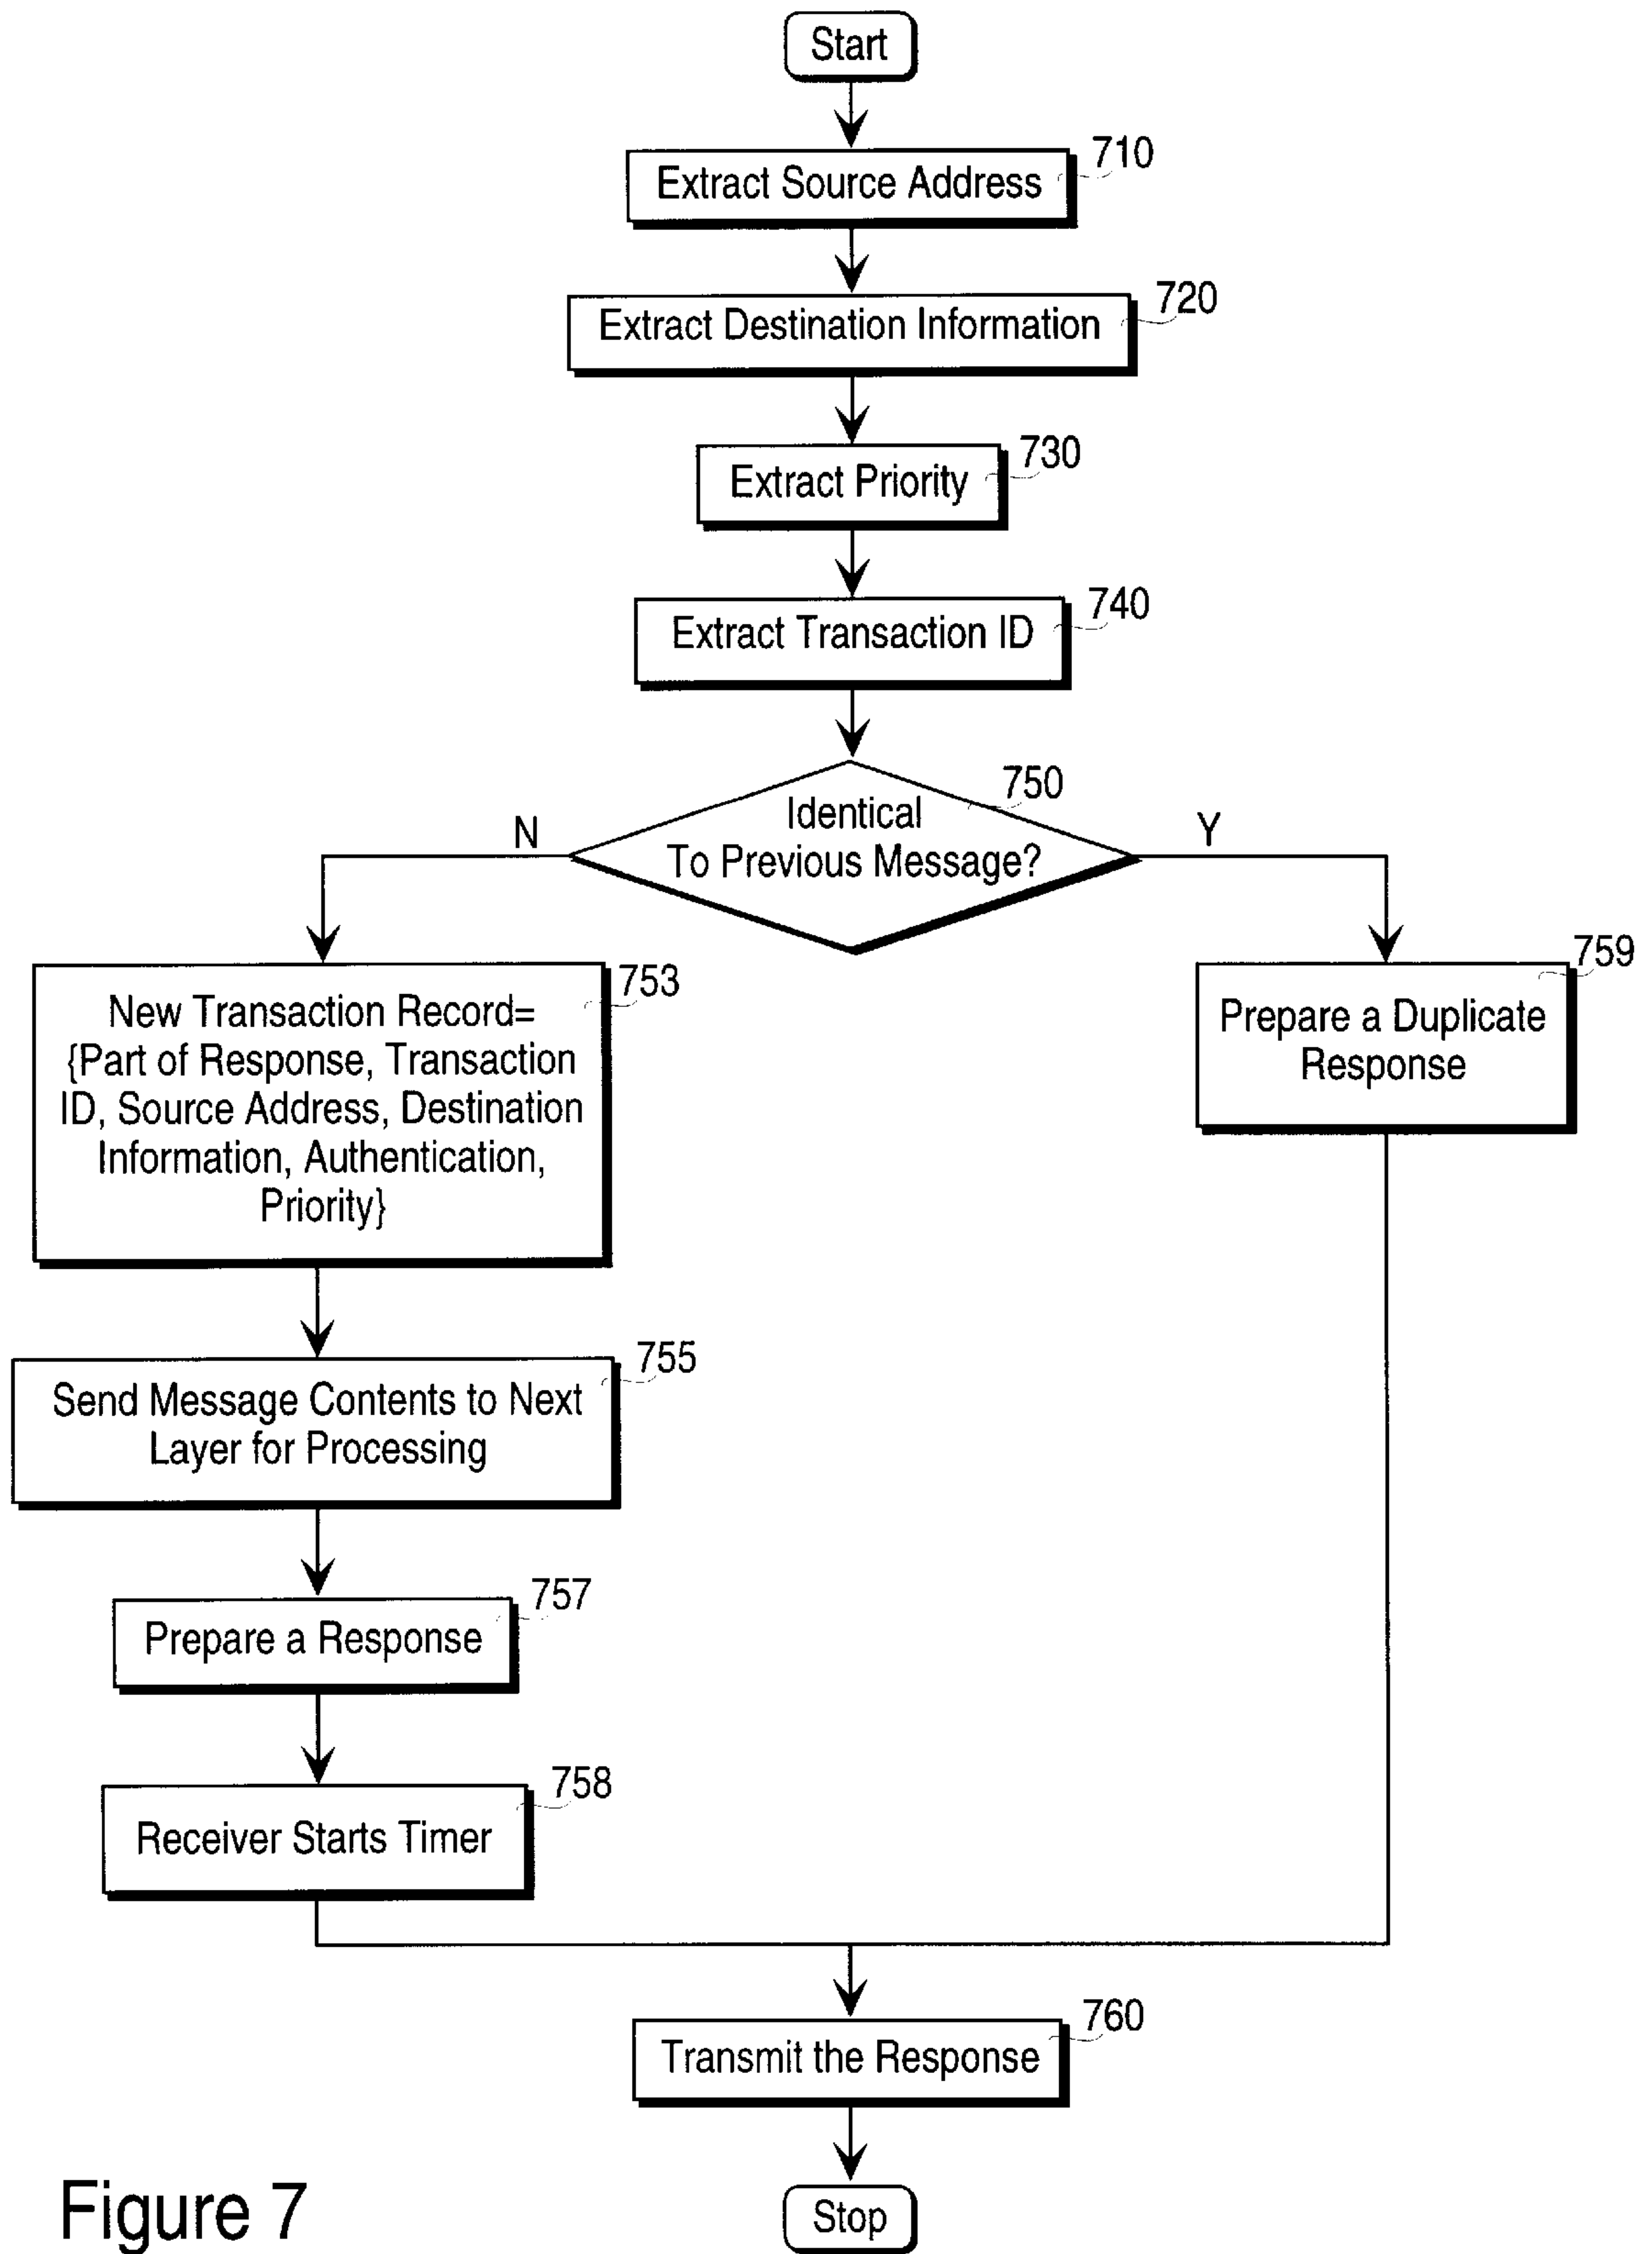 Start
710
Extract Source Address
720
Extract Destination Information
730
Extract Priority
740
Extract Transaction ID
750
Identical
To Previous Message?
N
Y
753
New Transaction Record=
{Part of Response, Transaction
ID, Source Address, Destination
Information, Authentication,
Priority}
759
Prepare a Duplicate
Response
755
Send Message Contents to Next
Layer for Processing
757
Prepare a Response
758
Receiver Starts Timer
760
Transmit the Response
Stop
Figure 7